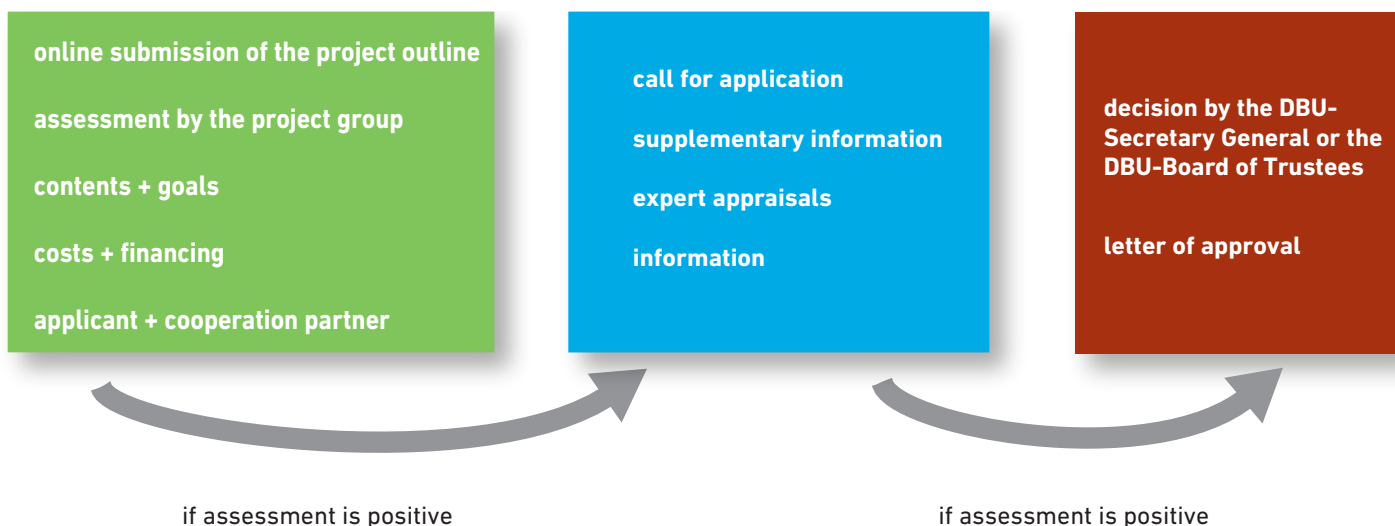 online submission of the project outline
assessment by the project group
contents + goals
costs + financing
applicant + cooperation partner
call for application
supplementary information
expert appraisals
information
decision by the DBU-
Secretary General or the
DBU-Board of Trustees
letter of approval
if assessment is positive
if assessment is positive